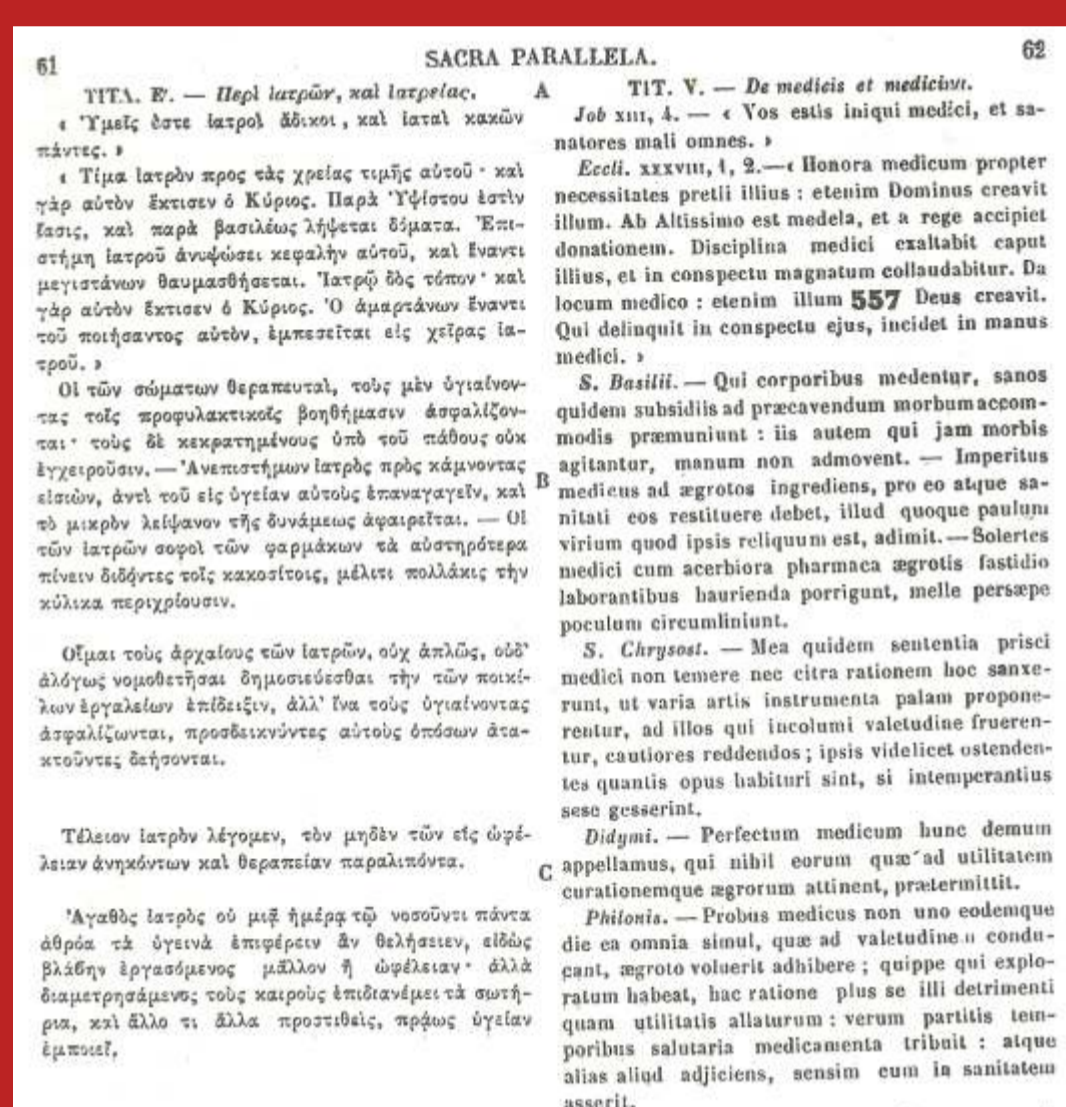 61
SACRA PARALLELA.
62
ΤΙΤΛ. Εʹ. — Περὶ ἰατρῶν, καὶ ἰατρείας.
« Ὑμεῖς ἐστε ἰατροὶ ἄδικοι, καὶ ἰαταὶ κακῶν
πάντες. »
« Τίμα ἰατρὸν προς τὰς χρείας τιμῆς αὐτοῦ · καὶ
γὰρ αὐτὸν ἔκτισεν ὁ Κύριος. Παρὰ Ὑψίστου ἐστὶν
ἴασις, καὶ παρὰ βασιλέως λήψεται δόματα. Ἐπι-
στήμη ἰατροῦ ἀνυψώσει κεφαλὴν αὐτοῦ, καὶ ἔναντι
μεγιστάνων θαυμασθήσεται. Ἰατρῷ δὸς τόπον · καὶ
γὰρ αὐτὸν ἔκτισεν ὁ Κύριος. Ὁ ἁμαρτάνων ἔναντι
τοῦ ποιήσαντος αὐτὸν, ἐμπεσεῖται εἰς χεῖρας ἰα-
τροῦ. »
Οἱ τῶν σώματων θεραπευταὶ, τοὺς μὲν ὑγιαίνον-
τας τοῖς προφυλακτικοῖς βοηθήμασιν ἀσφαλίζον-
ται · τοὺς δὲ κεκρατημένους ὑπὸ τοῦ πάθους οὐκ
ἐγχειροῦσιν. — Ἀνεπιστήμων ἰατρὸς πρὸς κάμνοντας
εἰσιὼν, ἀντὶ τοῦ εἰς ὑγείαν αὐτοὺς ἐπαναγαγεῖν, καὶ
τὸ μικρὸν λείψανον τῆς δυνάμεως ἀφαιρεῖται. — Οἱ
τῶν ἰατρῶν σοφοὶ τῶν φαρμάκων τὰ αὐστηρότερα
πίνειν διδόντες τοῖς κακοσίτοις, μέλιτι πολλάκις τὴν
κύλικα περιχρίουσιν.
Οἶμαι τοὺς ἀρχαίους τῶν ἰατρῶν, οὐχ ἁπλῶς, οὐδ'
ἀλόγως νομοθετῆσαι δημοσιεύεσθαι τὴν τῶν ποικί-
λων ἐργαλείων ἐπίδειξιν, ἀλλ' ἵνα τοὺς ὑγιαίνοντας
ἀσφαλίζωνται, προσδεικνύντες αὐτοὺς ὁπόσων ἀτα-
κτοῦντες δεήσονται.
Τέλειον ἰατρὸν λέγομεν, τὸν μηδὲν τῶν εἰς ὠφέ-
λειαν ἀνηκόντων καὶ θεραπείαν παραλιπόντα.
Ἀγαθὸς ἰατρὸς οὐ μιᾷ ἡμέρᾳ τῷ νοσοῦντι πάντα
ἀθρόα τὰ ὑγεινὰ ἐπιφέρειν ἂν θελήσειεν, εἰδὼς
βλάβην ἐργασόμενος μᾶλλον ἢ ὠφέλειαν · ἀλλὰ
διαμετρησάμενος τοὺς καιροὺς ἐπιδιανέμει τὰ σωτή-
ρια, καὶ ἄλλο τι ἄλλα προστιθεὶς, πρᾴως ὑγείαν
ἐμποιεῖ.
A
B
C
TIT. V. — De medicis et medicina.
Job XIII, 4. — « Vos estis iniqui medici, et sa-
natores mali omnes. »
Eccli. XXXVIII, 1, 2. — « Honora medicum propter
necessitates pretii illius : etenim Dominus creavit
illum. Ab Altissimo est medela, et a rege accipiet
donationem. Disciplina medici exaltabit caput
illius, et in conspectu magnatum collaudabitur. Da
locum medico : etenim illum 557 Deus creavit.
Qui delinquit in conspectu ejus, incidet in manus
medici. »
S. Basilii. — Qui corporibus medentur, sanos
quidem subsidiis ad præcavendum morbum accom-
modis præmuniunt : iis autem qui jam morbis
agitantur, manum non admovent. — Imperitus
medicus ad ægrotos ingrediens, pro eo atque sa-
nitati eos restituere debet, illud quoque paulum
virium quod ipsis reliquum est, adimit. — Solertes
medici cum acerbiora pharmaca ægrotis fastidio
laborantibus haurienda porrigunt, melle persæpe
poculum circumliniunt.
S. Chrysost. — Mea quidem sententia prisci
medici non temere nec citra rationem hoc sanxe-
runt, ut varia artis instrumenta palam propone-
rentur, ad illos qui incolumi valetudine frueren-
tur, cautiores reddendos ; ipsis videlicet ostenden-
tes quantis opus habituri sint, si intemperantius
sese gesserint.
Didymi. — Perfectum medicum hunc demum
appellamus, qui nihil eorum quæ ad utilitatem
curationemque ægrorum attinent, prætermittit.
Philonis. — Probus medicus non uno eodemque
die ea omnia simul, quæ ad valetudinem condu-
cant, ægroto voluerit adhibere ; quippe qui explo-
ratum habeat, hac ratione plus se illi detrimenti
quam utilitatis allaturum : verum partitis tem-
poribus salutaria medicamenta tribuit : atque
alias aliud adjiciens, sensim eum in sanitatem
asserit.